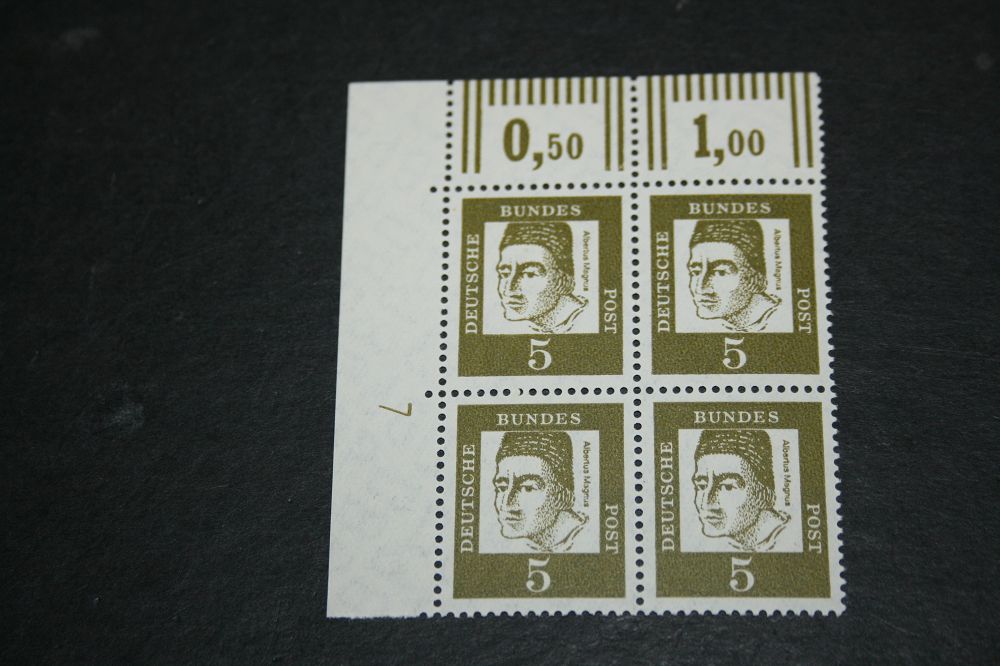 0,50
1,00
BUNDES
DEUTSCHE
Albertus Magnus
POST
5
BUNDES
DEUTSCHE
Albertus Magnus
POST
5
7
BUNDES
DEUTSCHE
Albertus Magnus
POST
5
BUNDES
DEUTSCHE
Albertus Magnus
POST
5